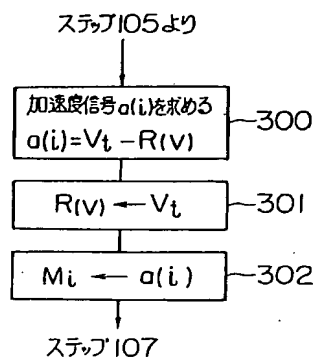 ステップ105より
加速度信号a(i)を求める
a(i)=Vt-R(V)
300
R(V) ← Vt
301
Mi ← a(i)
302
ステップ107